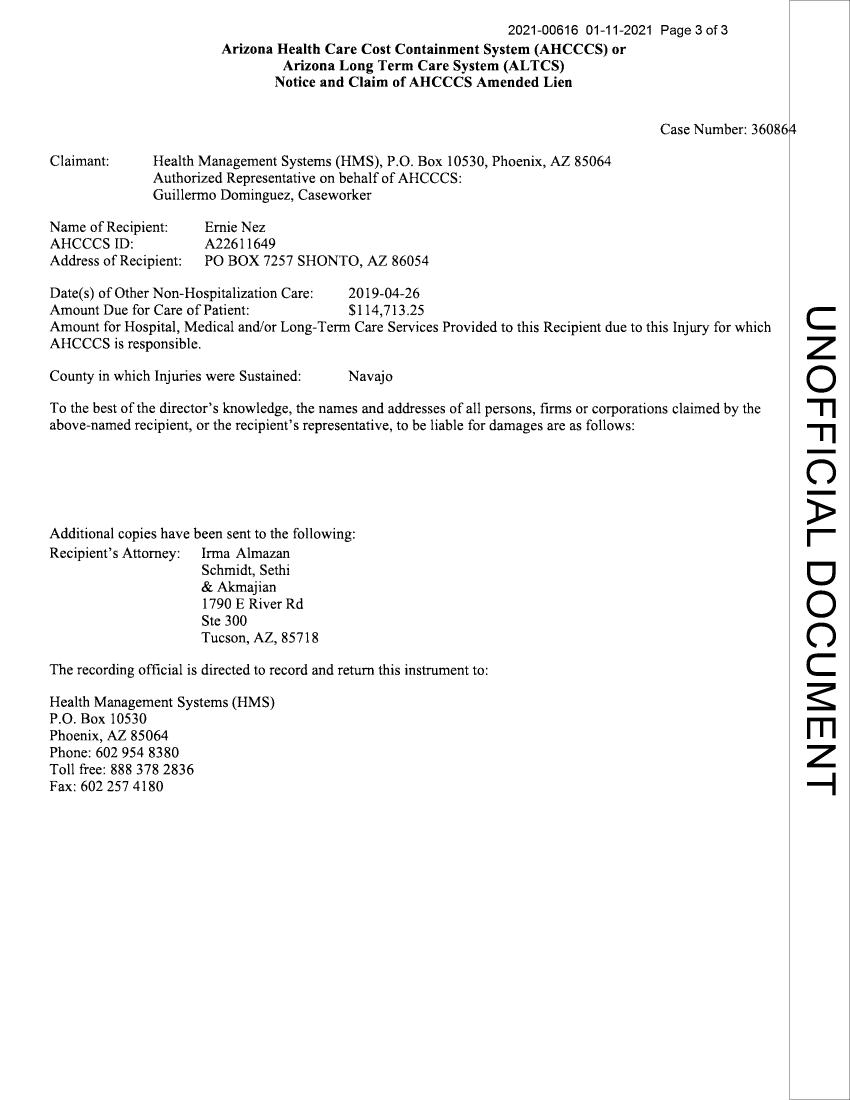 2021-00616 01-11-2021 Page 3 of 3
Arizona Health Care Cost Containment System (AHCCCS) or
Arizona Long Term Care System (ALTCS)
Notice and Claim of AHCCCS Amended Lien
Case Number: 360864
Claimant: Health Management Systems (HMS), P.O. Box 10530, Phoenix, AZ 85064
Authorized Representative on behalf of AHCCCS:
Guillermo Dominguez, Caseworker
Name of Recipient: Ernie Nez
AHCCCS ID: A22611649
Address of Recipient: PO BOX 7257 SHONTO, AZ 86054
Date(s) of Other Non-Hospitalization Care: 2019-04-26
Amount Due for Care of Patient: $114,713.25
Amount for Hospital, Medical and/or Long-Term Care Services Provided to this Recipient due to this Injury for which
AHCCCS is responsible.
County in which Injuries were Sustained: Navajo
To the best of the director's knowledge, the names and addresses of all persons, firms or corporations claimed by the
above-named recipient, or the recipient's representative, to be liable for damages are as follows:
Additional copies have been sent to the following:
Recipient's Attorney: Irma Almazan
Schmidt, Sethi
& Akmajian
1790 E River Rd
Ste 300
Tucson, AZ, 85718
The recording official is directed to record and return this instrument to:
Health Management Systems (HMS)
P.O. Box 10530
Phoenix, AZ 85064
Phone: 602 954 8380
Toll free: 888 378 2836
Fax: 602 257 4180
UNOFFICIAL DOCUMENT